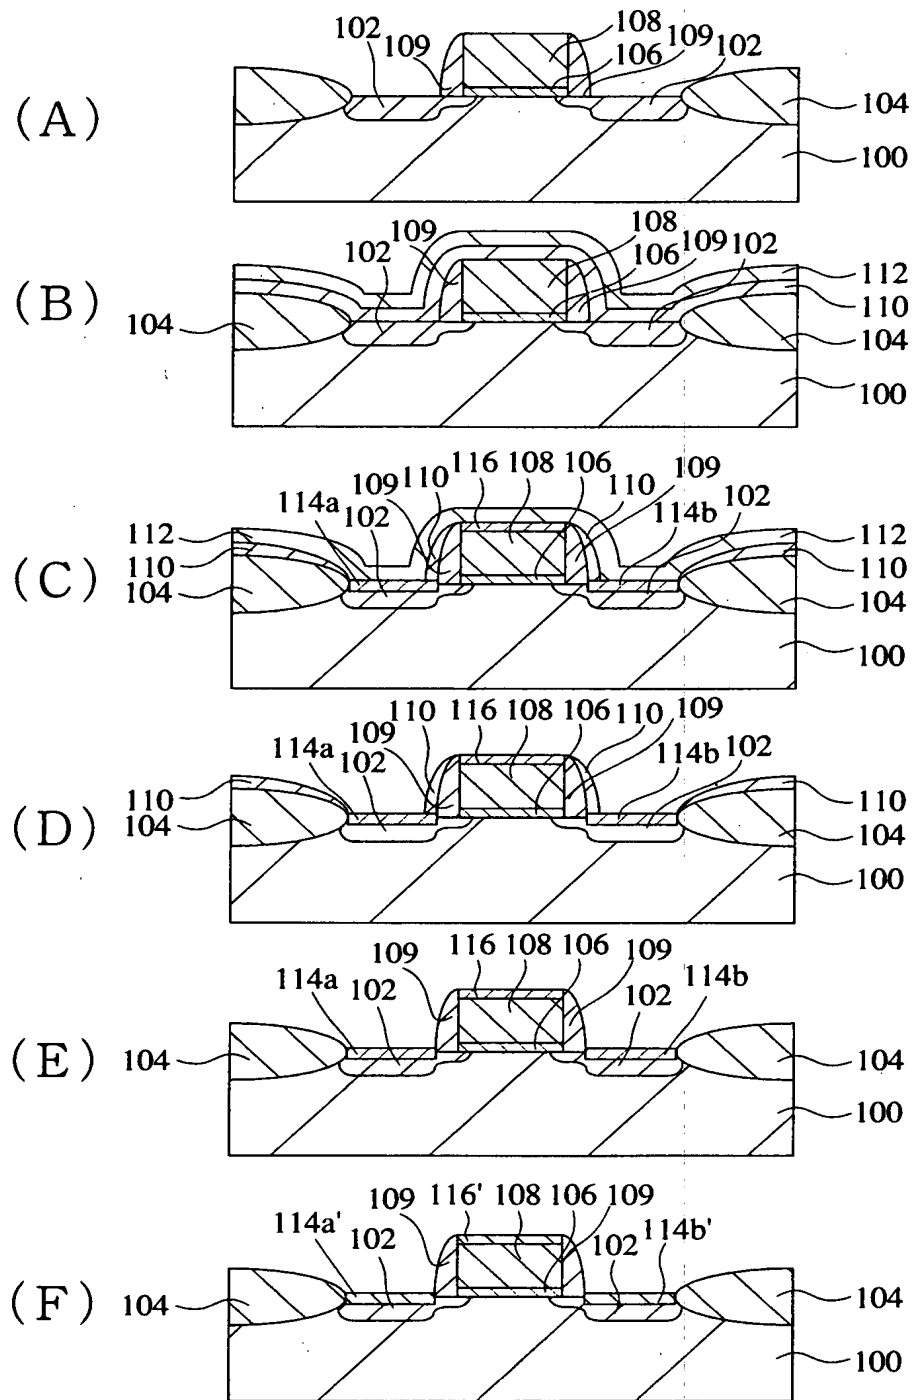 108
102 106 109 102
109
(A)
104
100
108
109 109
102 106 102
(B)
112
110
104 104
100
116 108 106
110 110 109
109
114a 102 114b 102
(C)
112 112
110 110
104 104
100
110 116 108 106 110 109
109
114a 102 114b 102
(D)
110 110
104 104
100
116 108 106
109 109
114a 102 102 114b
(E)
104 104
100
116' 108 106 109
109
114a' 102 102 114b'
(F)
104 104
100